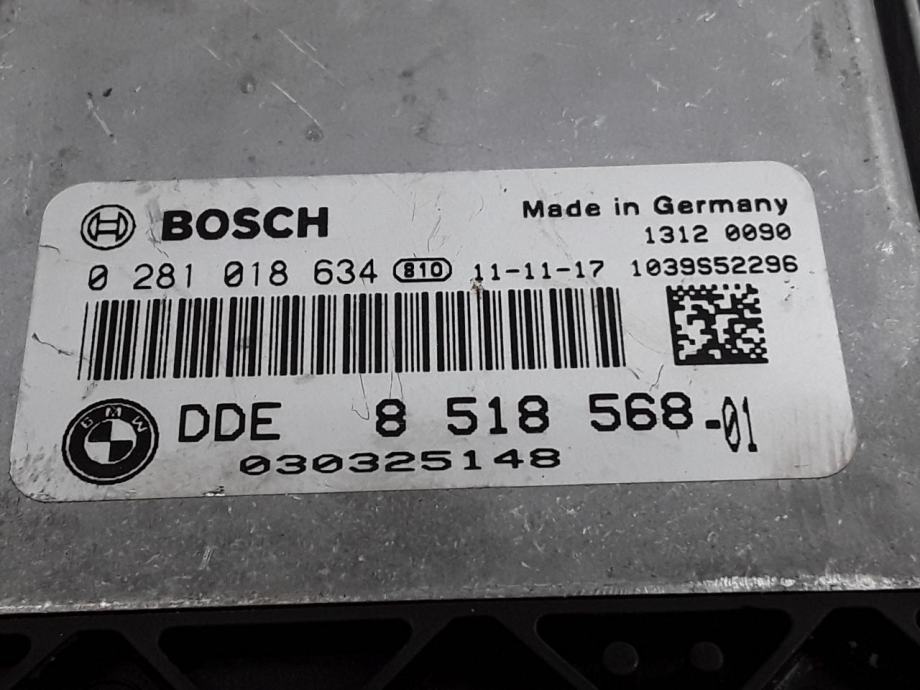 BOSCH
Made in Germany
1312 0090
0 281 018 634 810 11-11-17 1039S52296
BMW
DDE 8 518 568-01
030325148